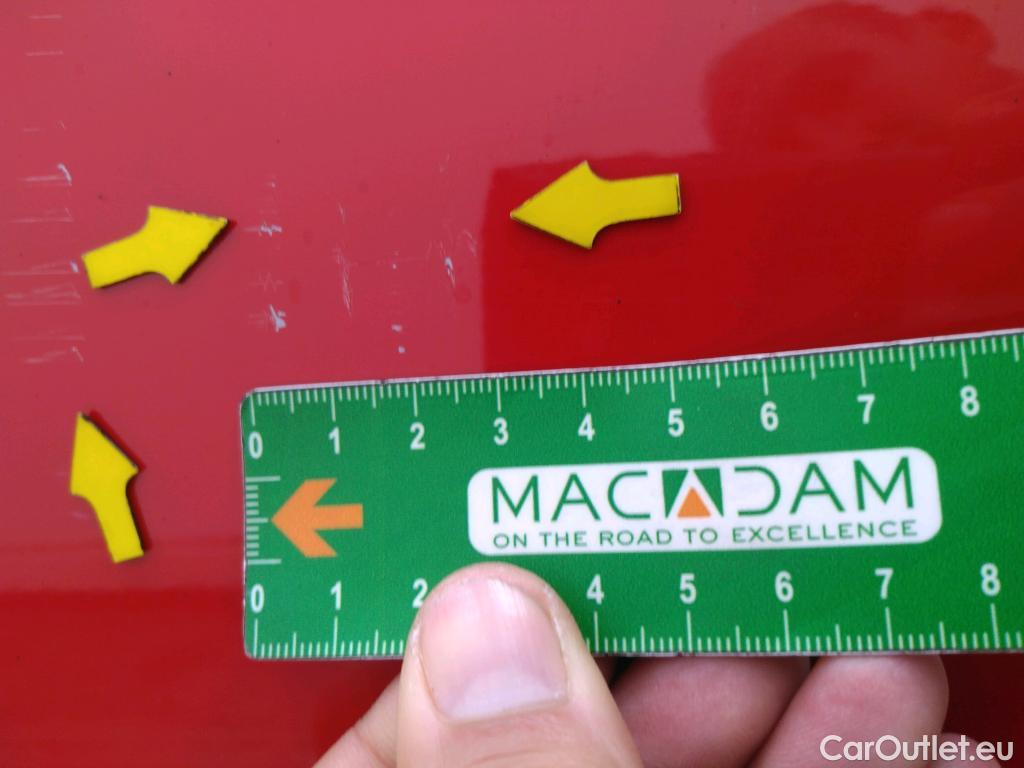 0 1 2 3 4 5 6 7 8
MACADAM
ON THE ROAD TO EXCELLENCE
0 1 2 4 5 6 7 8
CarOutlet.eu